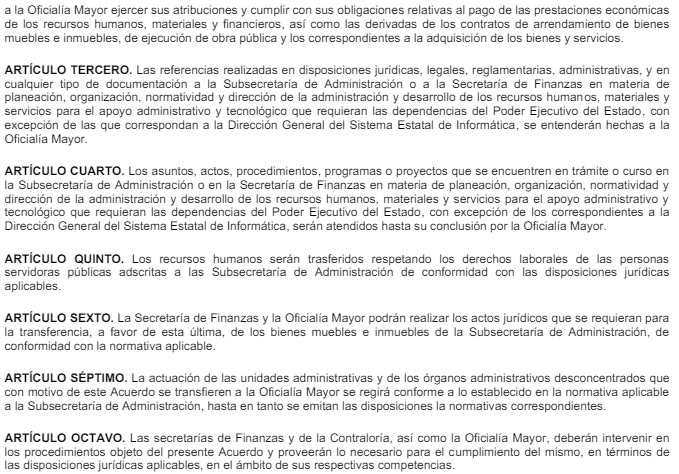 a la Oficialía Mayor ejercer sus atribuciones y cumplir con sus obligaciones relativas al pago de las prestaciones económicas
de los recursos humanos, materiales y financieros, así como las derivadas de los contratos de arrendamiento de bienes
muebles e inmuebles, de ejecución de obra pública y los correspondientes a la adquisición de los bienes y servicios.
ARTÍCULO TERCERO. Las referencias realizadas en disposiciones jurídicas, legales, reglamentarias, administrativas, y en
cualquier tipo de documentación a la Subsecretaría de Administración o a la Secretaría de Finanzas en materia de
planeación, organización, normatividad y dirección de la administración y desarrollo de los recursos humanos, materiales y
servicios para el apoyo administrativo y tecnológico que requieran las dependencias del Poder Ejecutivo del Estado, con
excepción de las que correspondan a la Dirección General del Sistema Estatal de Informática, se entenderán hechas a la
Oficialía Mayor.
ARTÍCULO CUARTO. Los asuntos, actos, procedimientos, programas o proyectos que se encuentren en trámite o curso en
la Subsecretaría de Administración o en la Secretaría de Finanzas en materia de planeación, organización, normatividad y
dirección de la administración y desarrollo de los recursos humanos, materiales y servicios para el apoyo administrativo y
tecnológico que requieran las dependencias del Poder Ejecutivo del Estado, con excepción de los correspondientes a la
Dirección General del Sistema Estatal de Informática, serán atendidos hasta su conclusión por la Oficialía Mayor.
ARTÍCULO QUINTO. Los recursos humanos serán trasferidos respetando los derechos laborales de las personas
servidoras públicas adscritas a las Subsecretaría de Administración de conformidad con las disposiciones jurídicas
aplicables.
ARTÍCULO SEXTO. La Secretaría de Finanzas y la Oficialía Mayor podrán realizar los actos jurídicos que se requieran para
la transferencia, a favor de esta última, de los bienes muebles e inmuebles de la Subsecretaría de Administración, de
conformidad con la normativa aplicable.
ARTÍCULO SÉPTIMO. La actuación de las unidades administrativas y de los órganos administrativos desconcentrados que
con motivo de este Acuerdo se transfieren a la Oficialía Mayor se regirá conforme a lo establecido en la normativa aplicable
a la Subsecretaría de Administración, hasta en tanto se emitan las disposiciones la normativas correspondientes.
ARTÍCULO OCTAVO. Las secretarías de Finanzas y de la Contraloría, así como la Oficialía Mayor, deberán intervenir en
los procedimientos objeto del presente Acuerdo y proveerán lo necesario para el cumplimiento del mismo, en términos de
las disposiciones jurídicas aplicables, en el ámbito de sus respectivas competencias.